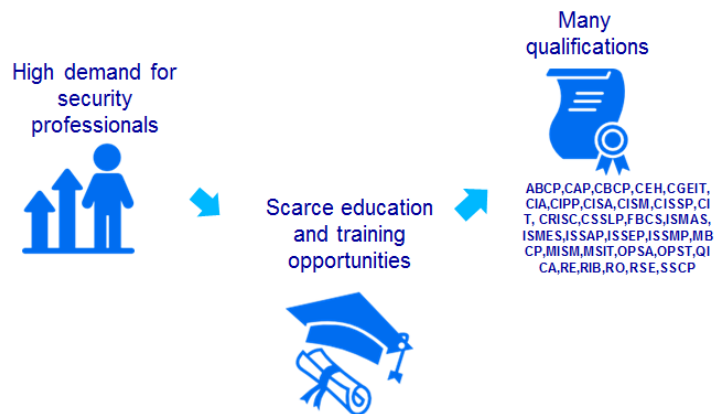 High demand for
security
professionals
Scarce education
and training
opportunities
Many
qualifications
ABCP,CAP,CBCP,CEH,CGEIT,
CIA,CIPP,CISA,CISM,CISSP,CI
T, CRISC,CSSLP,FBCS,ISMAS,
ISMES,ISSAP,ISSEP,ISSMP,MB
CP,MISM,MSIT,OPSA,OPST,QI
CA,RE,RIB,RO,RSE,SSCP